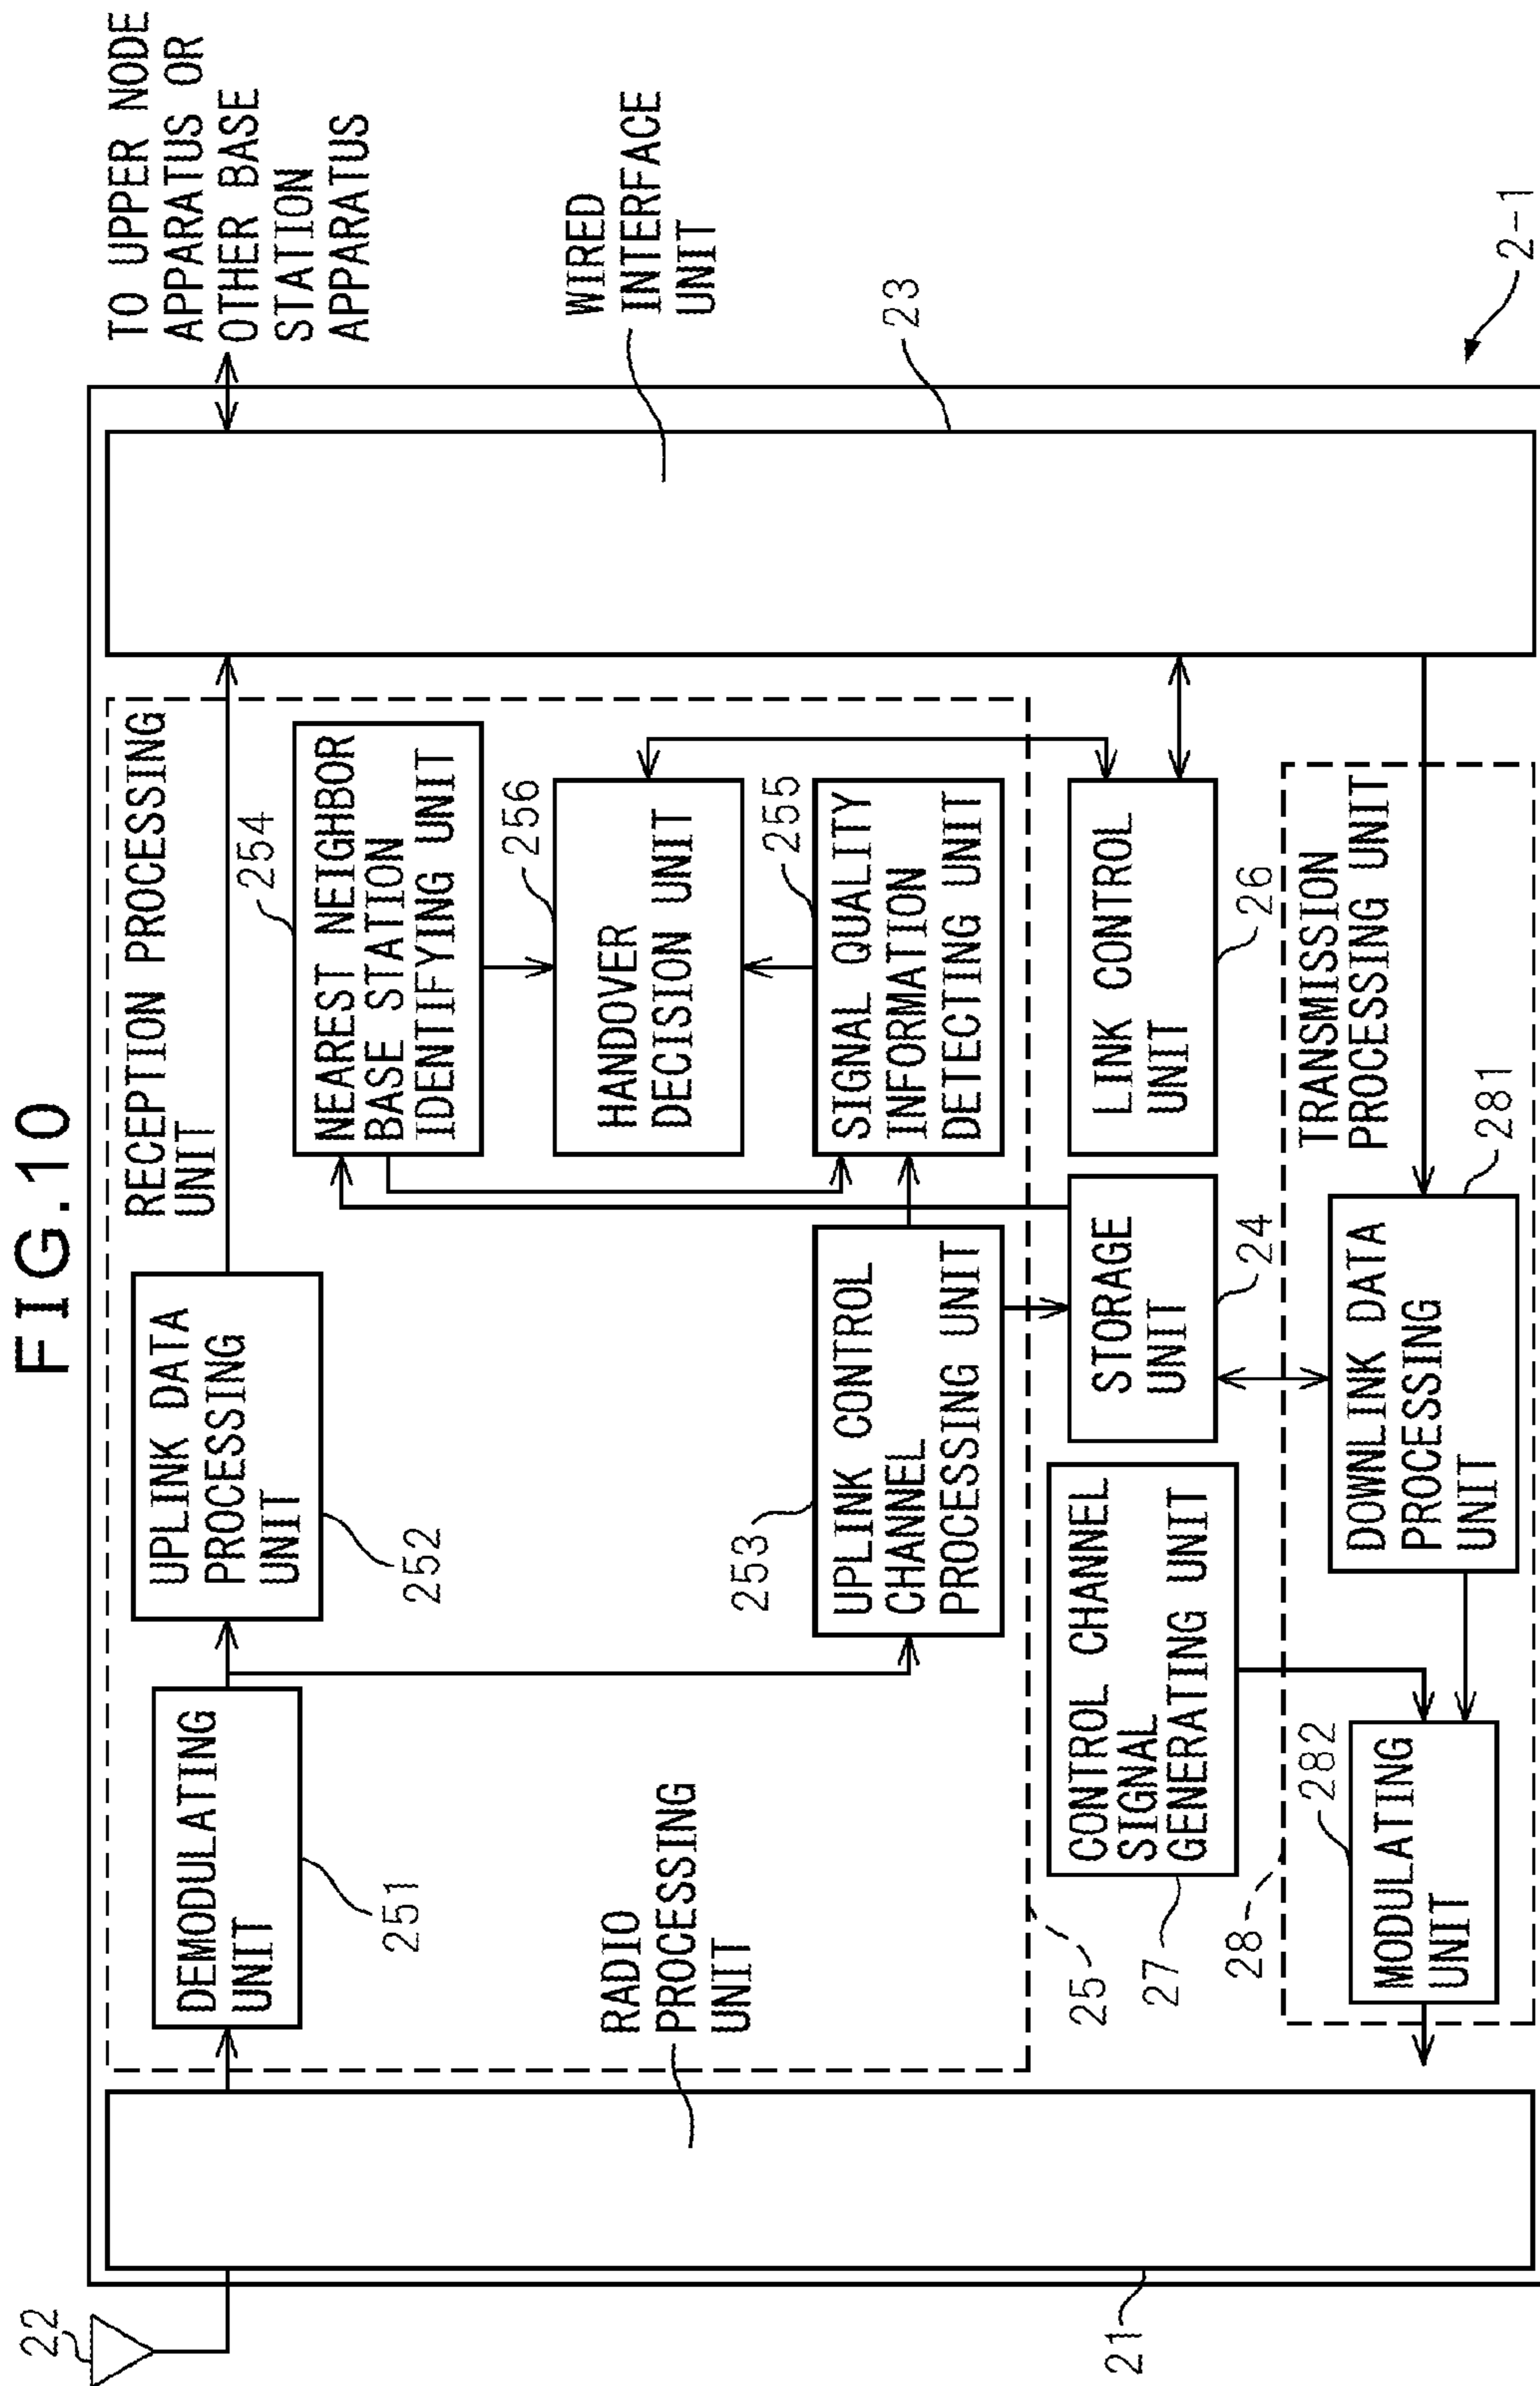 FIG.10
22
TO UPPER NODE
APPARATUS OR
OTHER BASE
STATION
APPARATUS
RECEPTION PROCESSING
UNIT
DEMODULATING
UNIT
251
UPLINK DATA
PROCESSING
UNIT
252
254
NEAREST NEIGHBOR
BASE STATION
IDENTIFYING UNIT
256
HANDOVER
DECISION UNIT
255
SIGNAL QUALITY
INFORMATION
DETECTING UNIT
253
UPLINK CONTROL
CHANNEL
PROCESSING UNIT
RADIO
PROCESSING
UNIT
WIRED
INTERFACE
UNIT
23
25
CONTROL CHANNEL
SIGNAL
GENERATING UNIT
27
STORAGE
UNIT
24
LINK CONTROL
UNIT
26
28
TRANSMISSION
PROCESSING UNIT
282
MODULATING
UNIT
DOWNLINK DATA
PROCESSING
UNIT
281
21
2-1